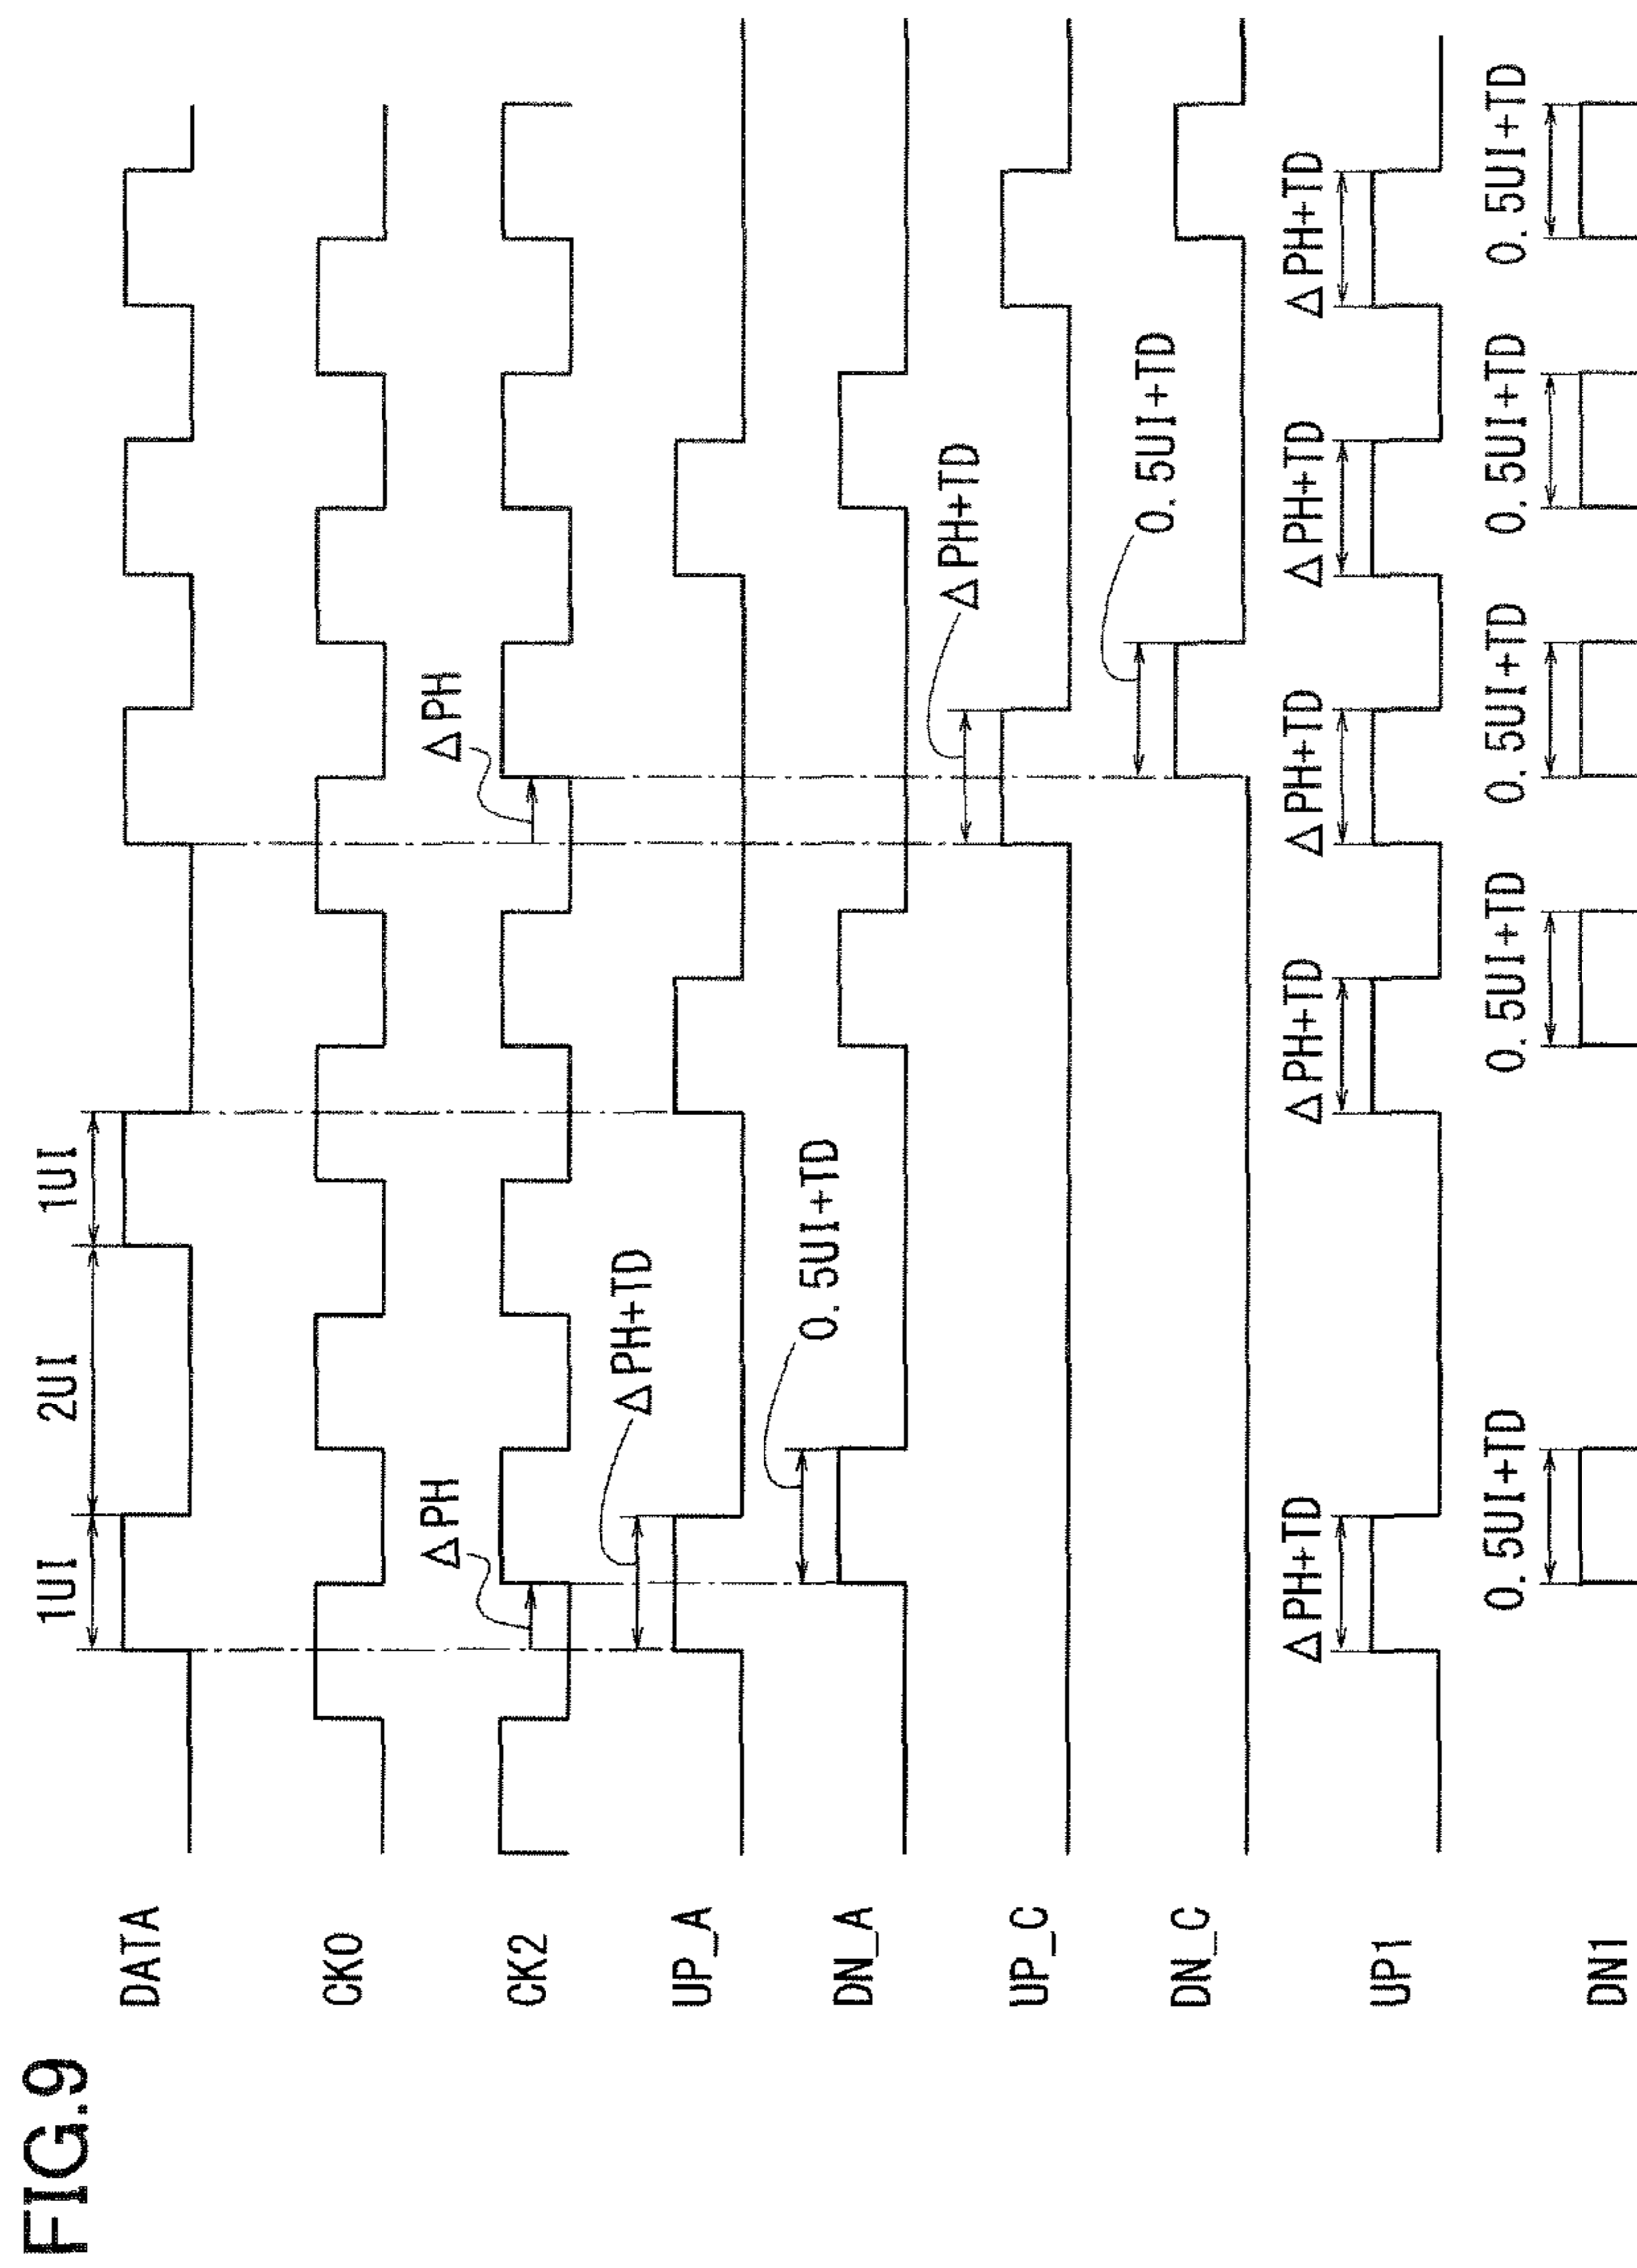 FIG.9
DATA
1UI
2UI
1UI
CK0
CK2
ΔPH
ΔPH
UP_A
ΔPH+TD
DN_A
0.5UI+TD
UP_C
ΔPH+TD
DN_C
0.5UI+TD
UP1
ΔPH+TD
ΔPH+TD
ΔPH+TD
ΔPH+TD
ΔPH+TD
DN1
0.5UI+TD
0.5UI+TD
0.5UI+TD
0.5UI+TD
0.5UI+TD